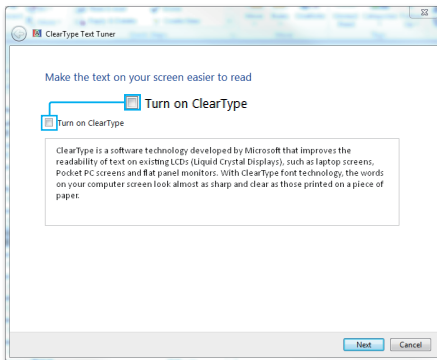 ClearType Text Tuner
Make the text on your screen easier to read
Turn on ClearType
Turn on ClearType
ClearType is a software technology developed by Microsoft that improves the
readability of text on existing LCDs (Liquid Crystal Displays), such as laptop screens,
Pocket PC screens and flat panel monitors. With ClearType font technology, the words
on your computer screen look almost as sharp and clear as those printed on a piece of
paper.
Next Cancel